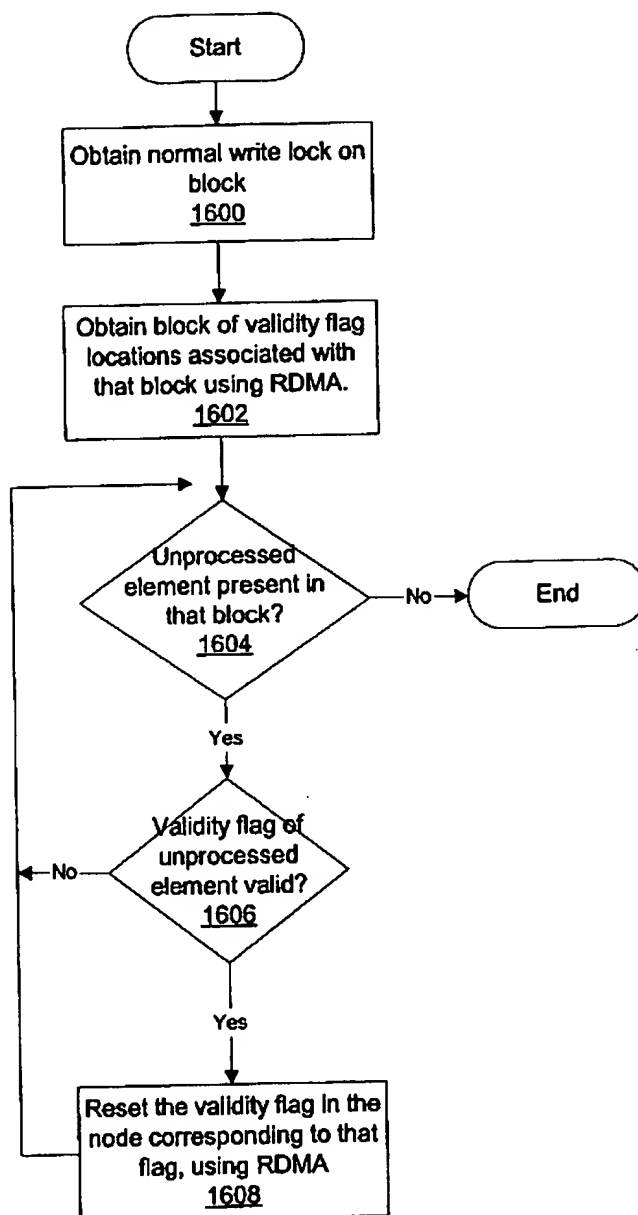 Start
Obtain normal write lock on
block
1600
Obtain block of validity flag
locations associated with
that block using RDMA.
1602
Unprocessed
element present in
that block?
1604
No
End
Yes
Validity flag of
unprocessed
element valid?
1606
No
Yes
Reset the validity flag in the
node corresponding to that
flag, using RDMA
1608